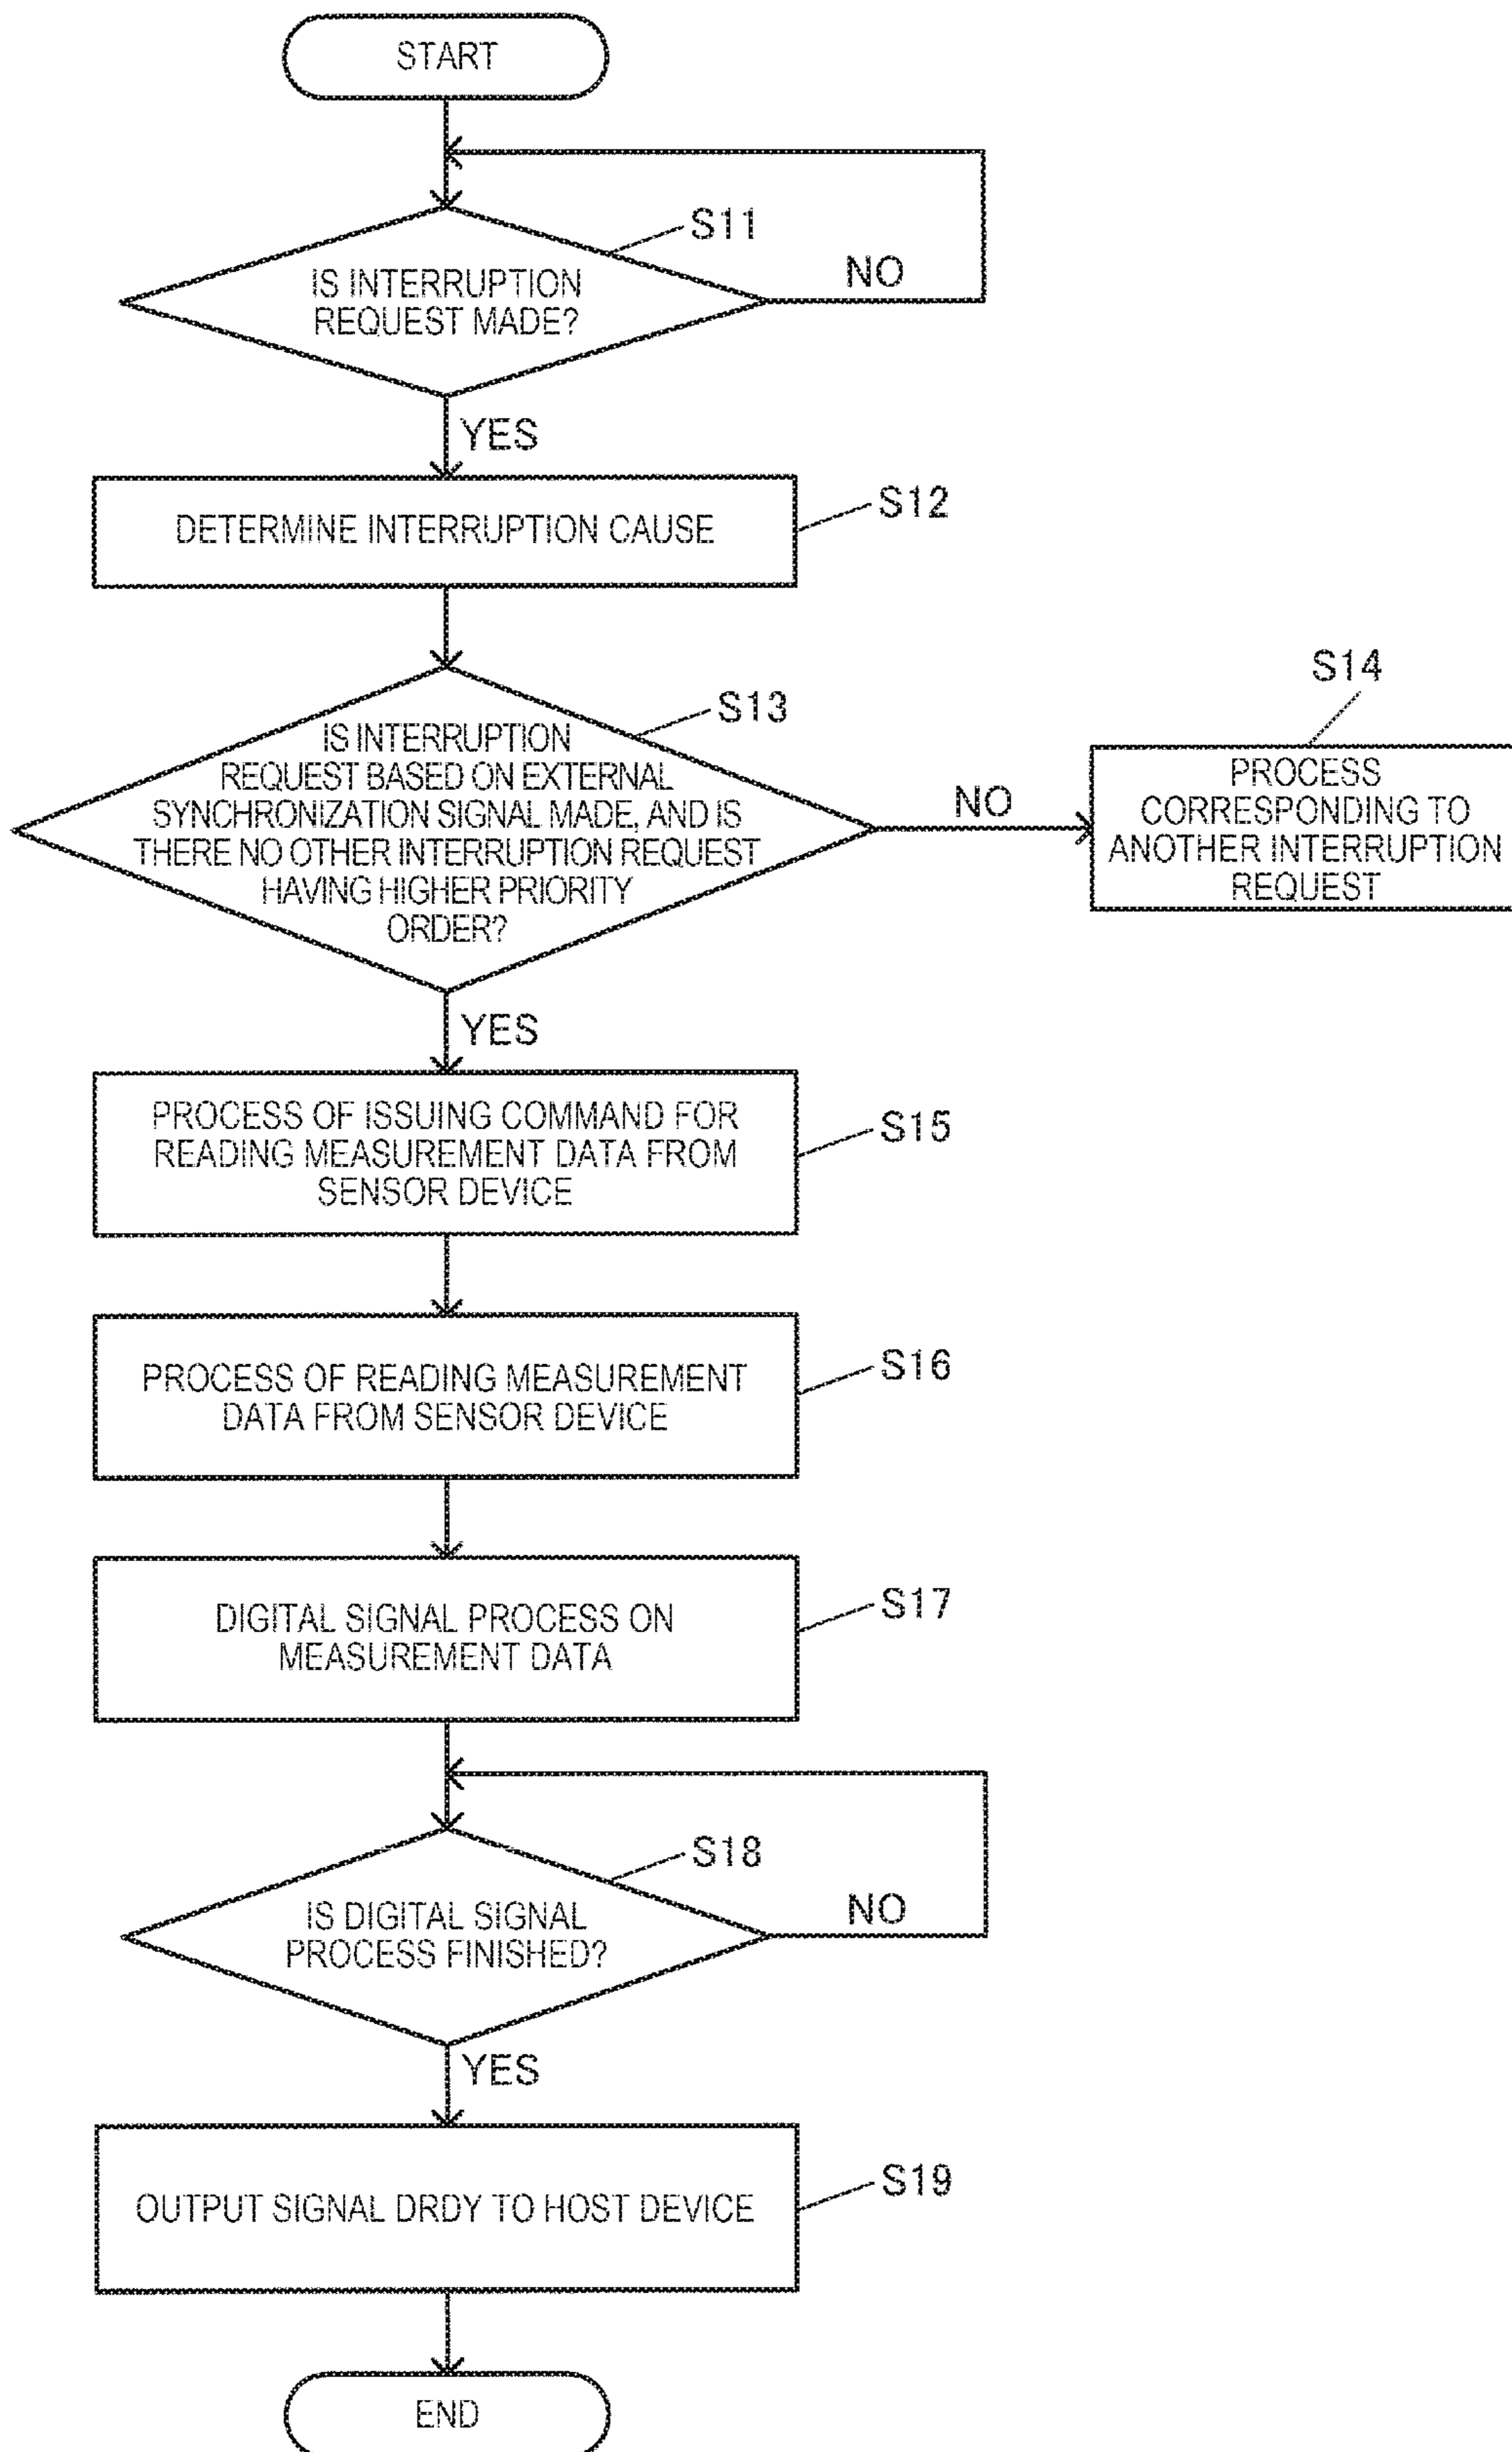 START
S11
IS INTERRUPTION
REQUEST MADE?
NO
YES
DETERMINE INTERRUPTION CAUSE
S12
S13
IS INTERRUPTION
REQUEST BASED ON EXTERNAL
SYNCHRONIZATION SIGNAL MADE, AND IS
THERE NO OTHER INTERRUPTION REQUEST
HAVING HIGHER PRIORITY
ORDER?
NO
S14
PROCESS
CORRESPONDING TO
ANOTHER INTERRUPTION
REQUEST
YES
PROCESS OF ISSUING COMMAND FOR
READING MEASUREMENT DATA FROM
SENSOR DEVICE
S15
PROCESS OF READING MEASUREMENT
DATA FROM SENSOR DEVICE
S16
DIGITAL SIGNAL PROCESS ON
MEASUREMENT DATA
S17
S18
IS DIGITAL SIGNAL
PROCESS FINISHED?
NO
YES
OUTPUT SIGNAL DRDY TO HOST DEVICE
S19
END